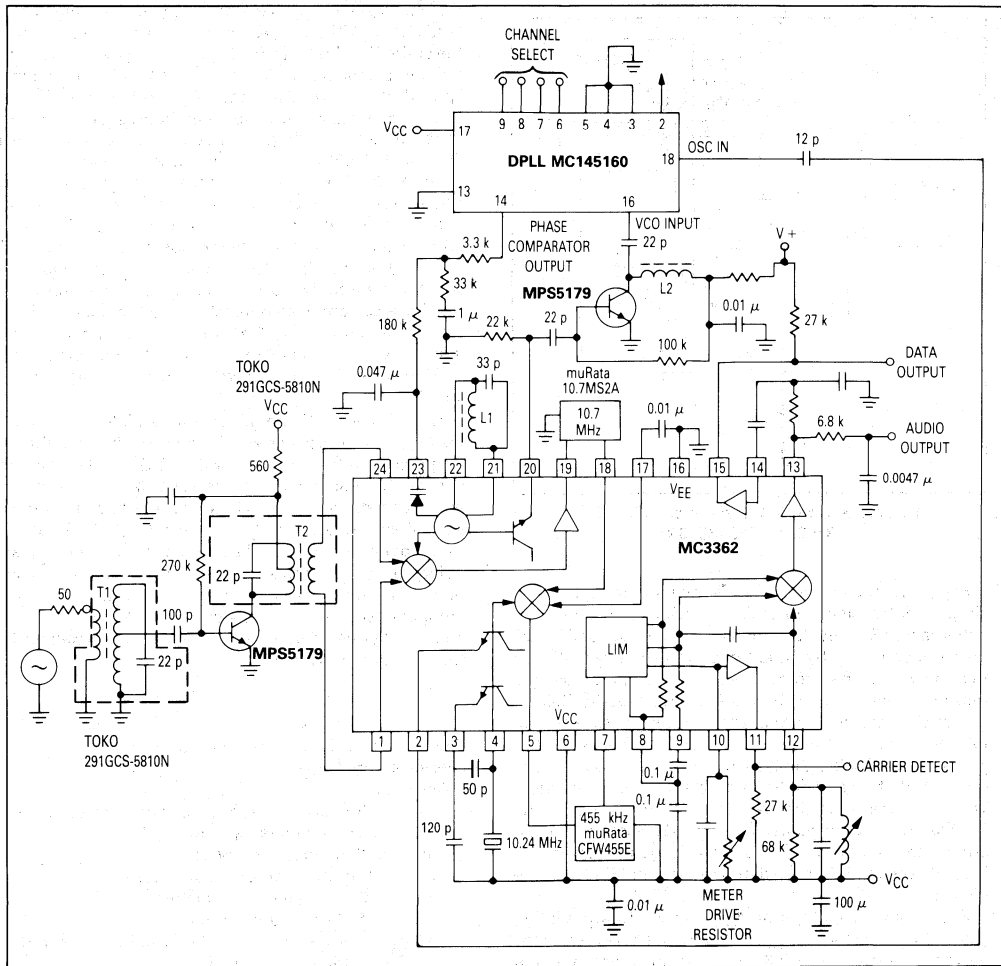 CHANNEL
SELECT
9 8 7 6 5 4 3 2
VCC 17
DPLL MC145160
18
OSC IN
12 p
13
14
16
PHASE
COMPARATOR
OUTPUT
VCO INPUT
3.3 k
22 p
V +
33 k
MPS5179
L2
1 µ
22 k
22 p
0.01 µ
27 k
180 k
100 k
DATA
OUTPUT
TOKO
291GCS-5810N
VCC
0.047 µ
33 p
L1
muRata
10.7MS2A
10.7
MHz
0.01 µ
6.8 k
AUDIO
OUTPUT
560
0.0047 µ
24 23 22 21 20 19 18 17 16 15 14 13
VEE
MC3362
T2
270 k
22 p
50
T1
100 p
MPS5179
22 p
LIM
TOKO
291GCS-5810N
VCC
1 2 3 4 5 6 7 8 9 10 11 12
CARRIER DETECT
50 p
0.1 µ
0.1 µ
27 k
120 p
10.24 MHz
455 kHz
muRata
CFW455E
68 k
VCC
0.01 µ
METER
DRIVE
RESISTOR
100 µ